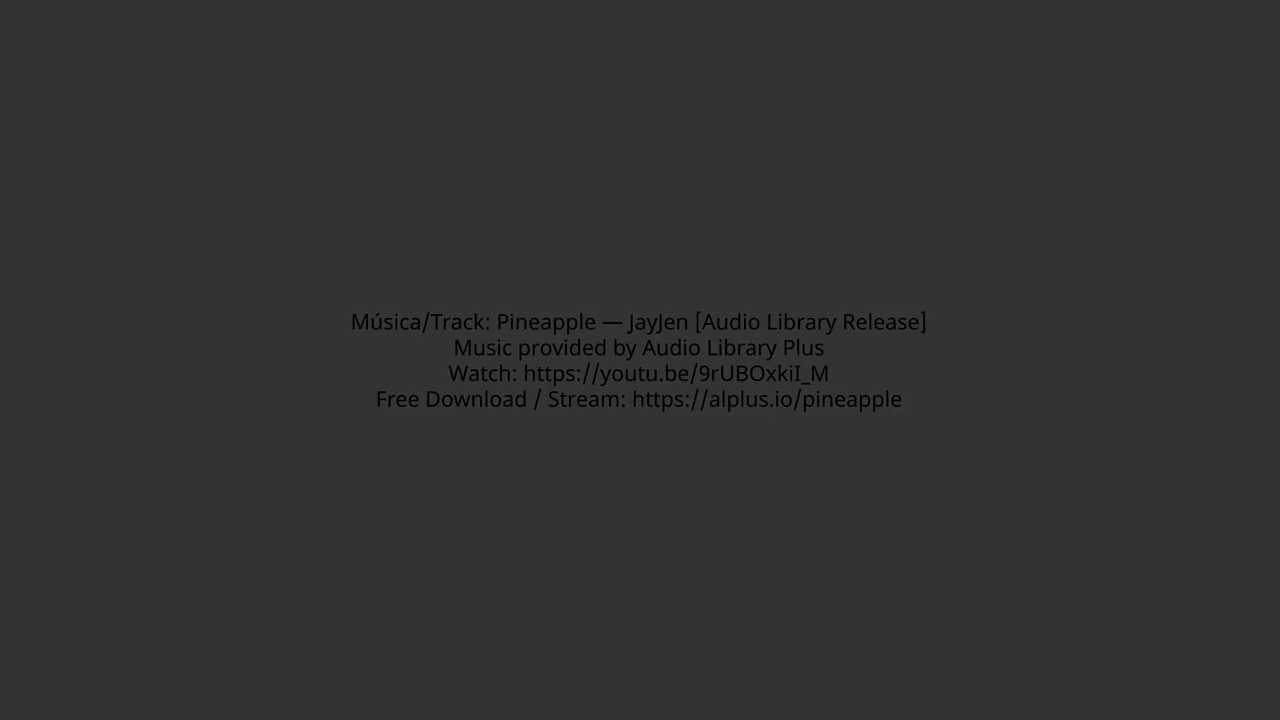 Música/Track: Pineapple — JayJen [Audio Library Release]
Music provided by Audio Library Plus
Watch: https://youtu.be/9rUBOxkiI_M
Free Download / Stream: https://alplus.io/pineapple